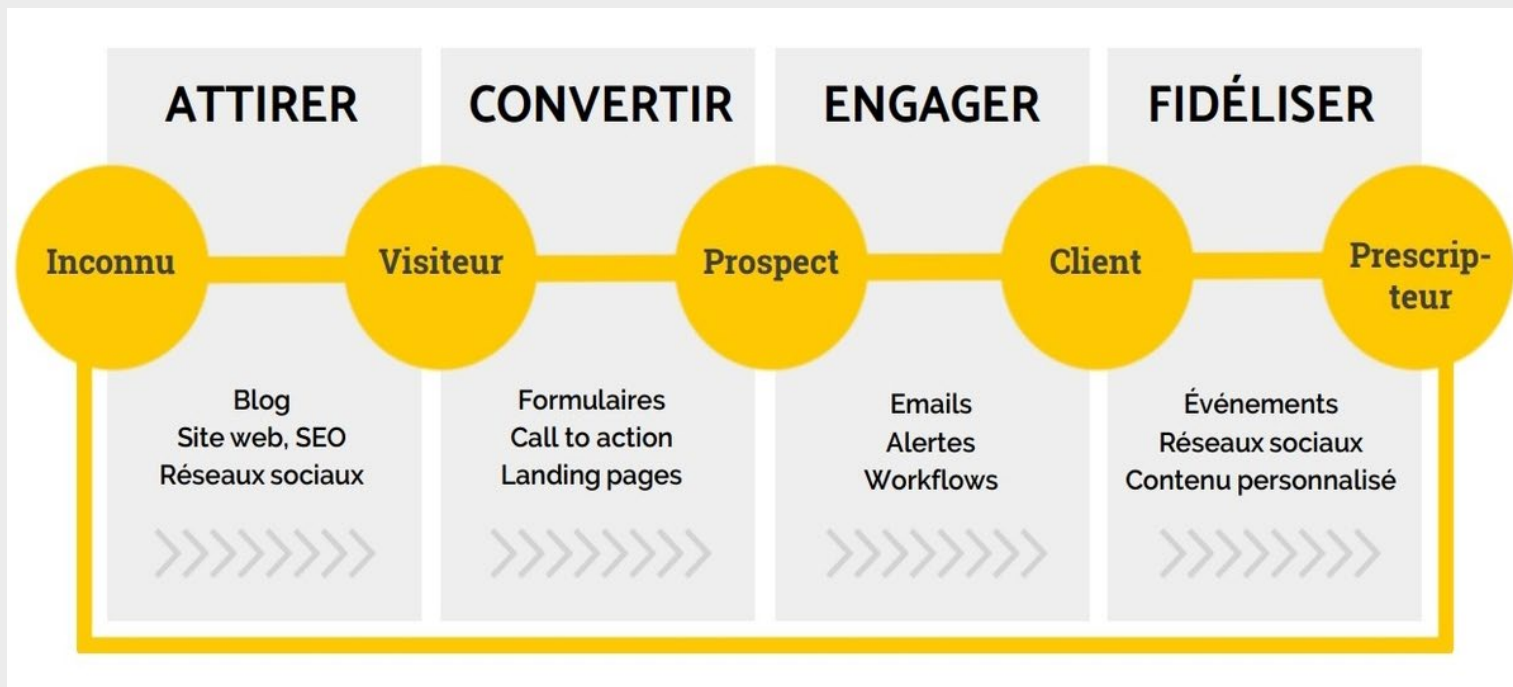 ATTIRER
CONVERTIR
ENGAGER
FIDÉLISER
Inconnu
Visiteur
Prospect
Client
Prescrip-
teur
Blog
Site web, SEO
Réseaux sociaux
Formulaires
Call to action
Landing pages
Emails
Alertes
Workflows
Événements
Réseaux sociaux
Contenu personnalisé